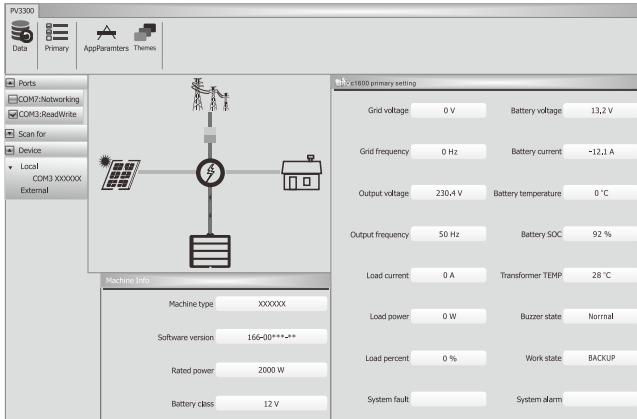 PV3300
Data
Primary
AppParamters
Themes
Ports
COM7:Notworking
COM3:ReadWrite
Scan for
Device
Local
COM3 XXXXXX
External
Machine Info
Machine type XXXXXX
Software version 166-00***-**
Rated power 2000 W
Battery class 12 V
c1600 primary setting
Grid voltage 0 V Battery voltage 13,2 V
Grid frequency 0 Hz Battery current -12,1 A
Output voltage 230.4 V Battery temperature 0 °C
Output frequency 50 Hz Battery SOC 92 %
Load current 0 A Transformer TEMP 28 °C
Load power 0 W Buzzer state Norrnal
Load percent 0 % Work state BACKUP
System fault System alarm